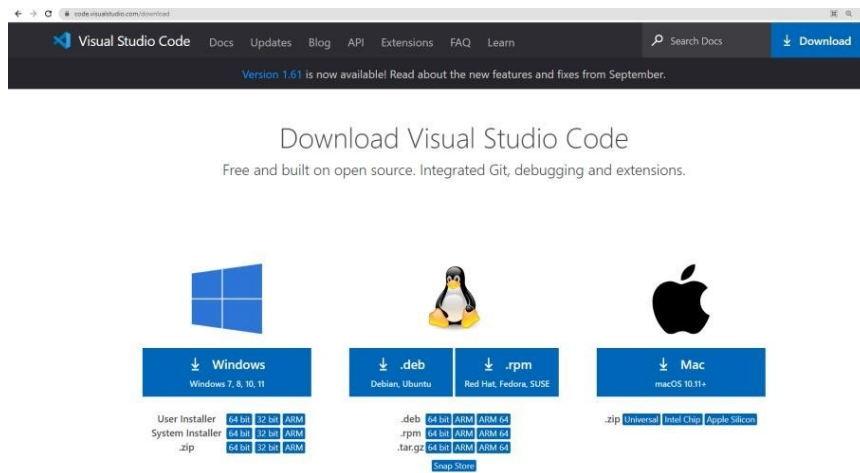 code.visualstudio.com/download
Visual Studio Code Docs Updates Blog API Extensions FAQ Learn Search Docs Download
Version 1.61 is now available! Read about the new features and fixes from September.
Download Visual Studio Code
Free and built on open source. Integrated Git, debugging and extensions.
Windows
Windows 7, 8, 10, 11
User Installer 64 bit 32 bit ARM
System Installer 64 bit 32 bit ARM
.zip 64 bit 32 bit ARM
.deb
Debian, Ubuntu
.rpm
Red Hat, Fedora, SUSE
.deb 64 bit ARM ARM 64
.rpm 64 bit ARM ARM 64
.tar.gz 64 bit ARM ARM 64
Snap Store
Mac
macOS 10.11+
.zip Universal Intel Chip Apple Silicon